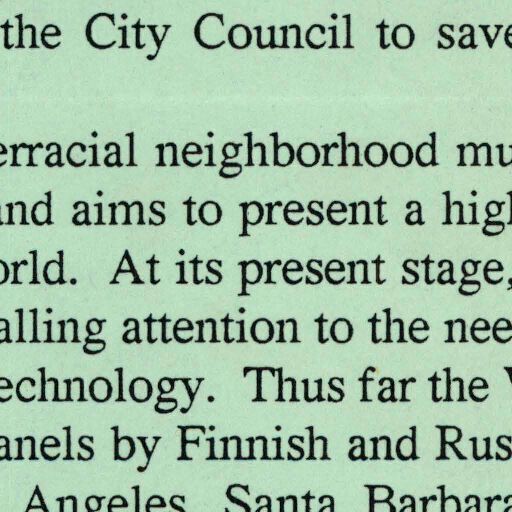 the City Council to save
erracial neighborhood mu
and aims to present a high
orld. At its present stage,
alling attention to the nee
echnology. Thus far the
anels by Finnish and Rus
Angeles, Santa Barbara